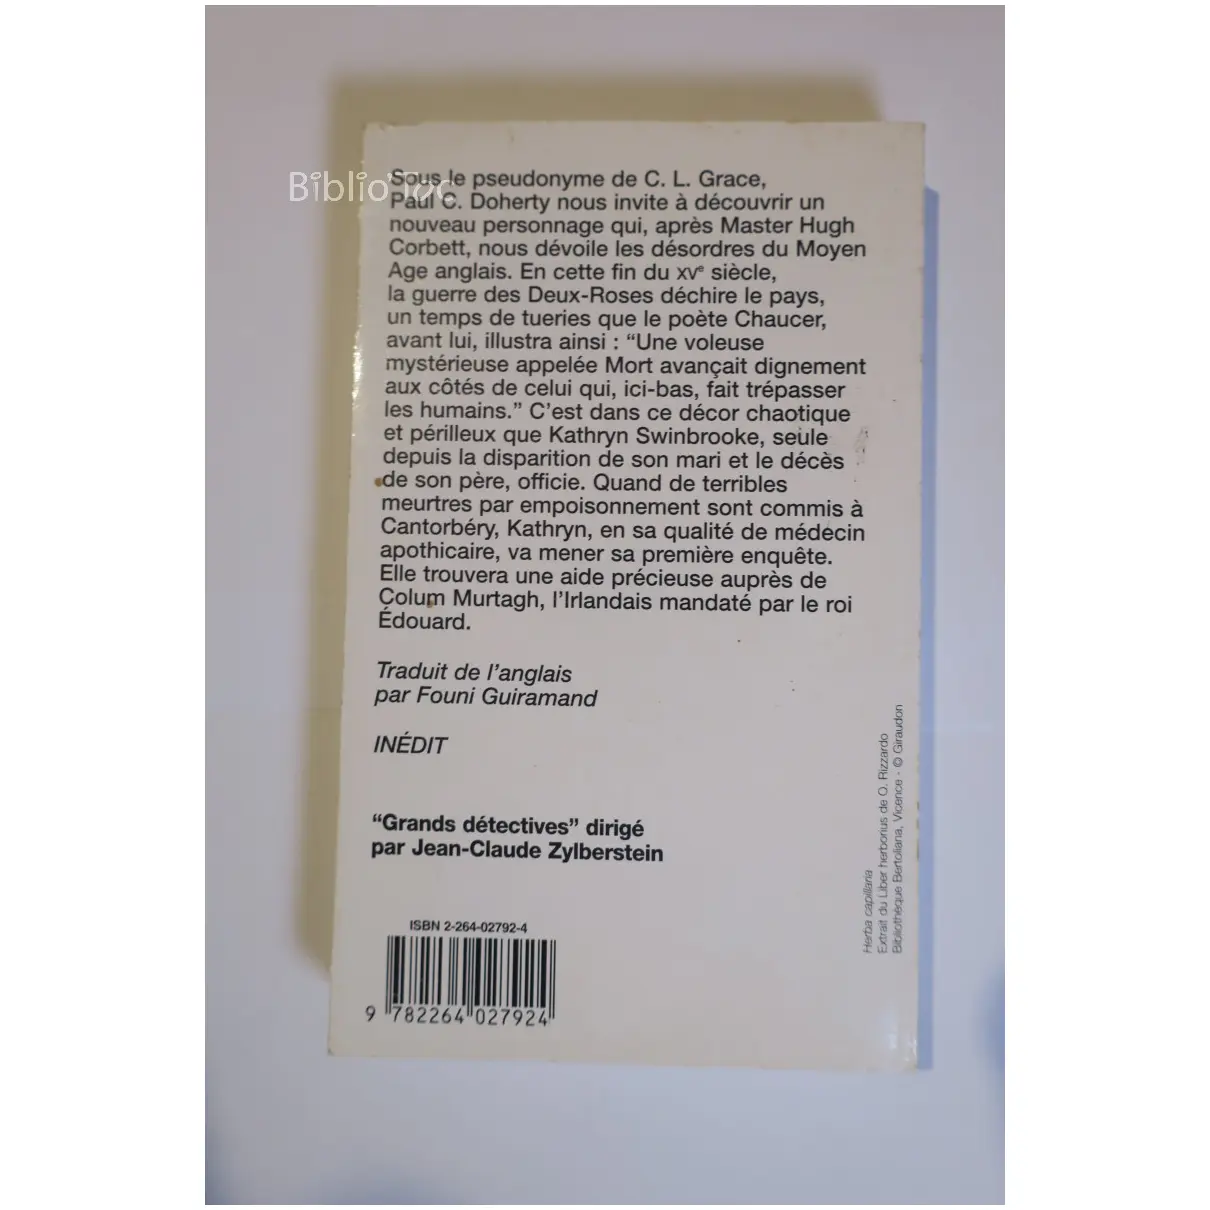 Biblio'Toc
Sous le pseudonyme de C. L. Grace,
Paul C. Doherty nous invite à découvrir un
nouveau personnage qui, après Master Hugh
Corbett, nous dévoile les désordres du Moyen
Age anglais. En cette fin du XVe siècle,
la guerre des Deux-Roses déchire le pays,
un temps de tueries que le poète Chaucer,
avant lui, illustra ainsi : “Une voleuse
mystérieuse appelée Mort avançait dignement
aux côtés de celui qui, ici-bas, fait trépasser
les humains.” C’est dans ce décor chaotique
et périlleux que Kathryn Swinbrooke, seule
depuis la disparition de son mari et le décès
de son père, officie. Quand de terribles
meurtres par empoisonnement sont commis à
Cantorbéry, Kathryn, en sa qualité de médecin
apothicaire, va mener sa première enquête.
Elle trouvera une aide précieuse auprès de
Colum Murtagh, l’Irlandais mandaté par le roi
Édouard.
Traduit de l’anglais
par Founi Guiramand
INÉDIT
“Grands détectives” dirigé
par Jean-Claude Zylberstein
Herba capillaria
Extrait du Liber herborius de O. Rizzardo
Bibliothèque Bertoliana, Vicence - © Giraudon
ISBN 2-264-02792-4
9 782264 027924